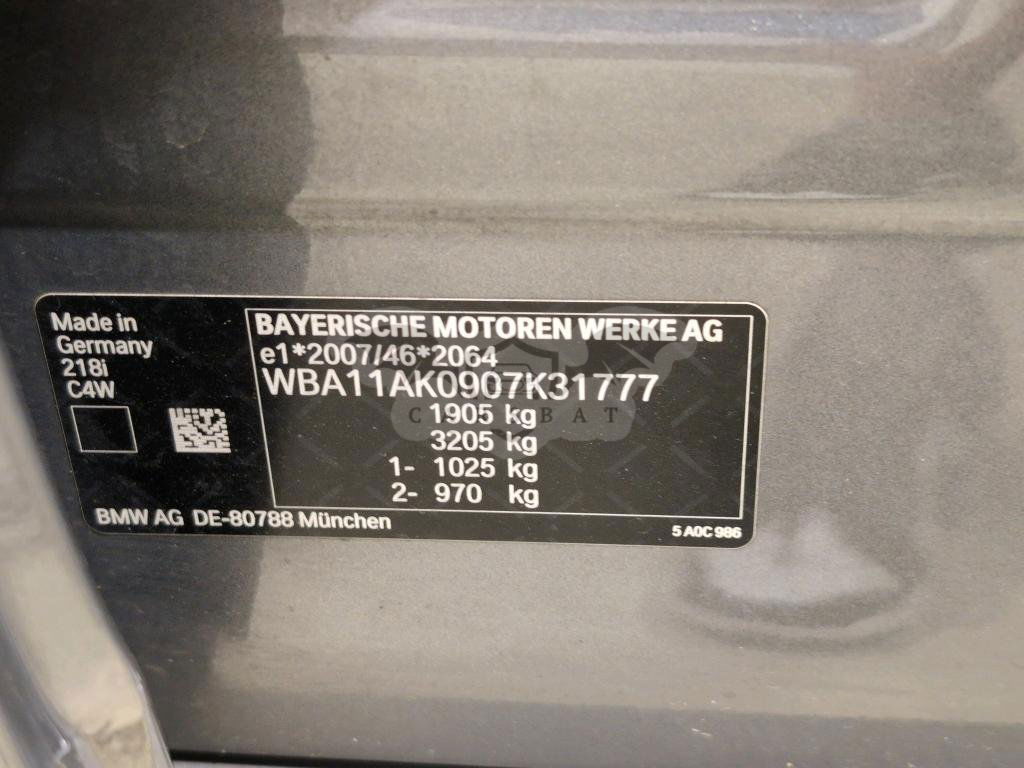 Made in
Germany
218i
C4W
BAYERISCHE MOTOREN WERKE AG
e1*2007/46*2064
WBA11AK0907K31777
1905 kg
3205 kg
1- 1025 kg
2- 970 kg
BMW AG DE-80788 München
5 A0C 986